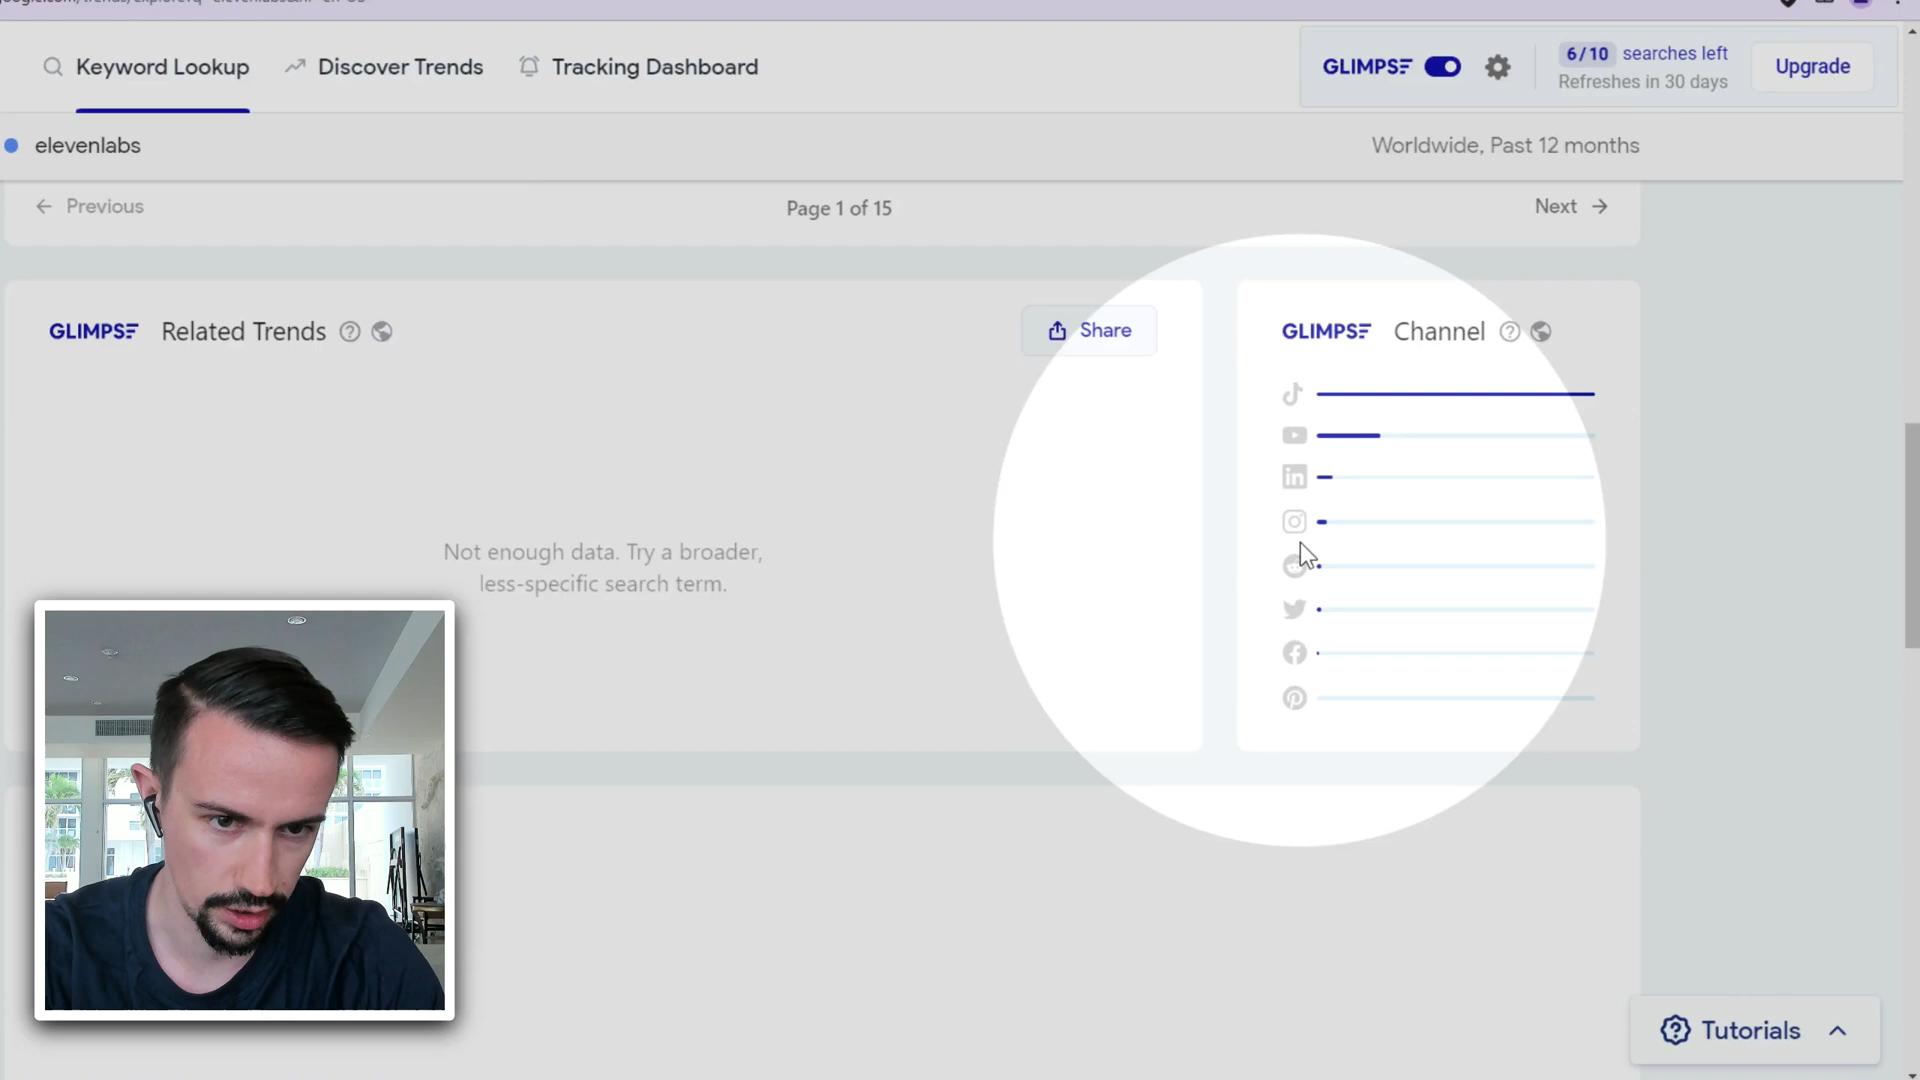 Keyword Lookup
Discover Trends
Tracking Dashboard
GLIMPSE
6/10 searches left
Refreshes in 30 days
Upgrade
elevenlabs
Worldwide, Past 12 months
Previous
Page 1 of 15
Next
GLIMPSE Related Trends
Share
GLIMPSE Channel
Not enough data. Try a broader,
less-specific search term.
Tutorials